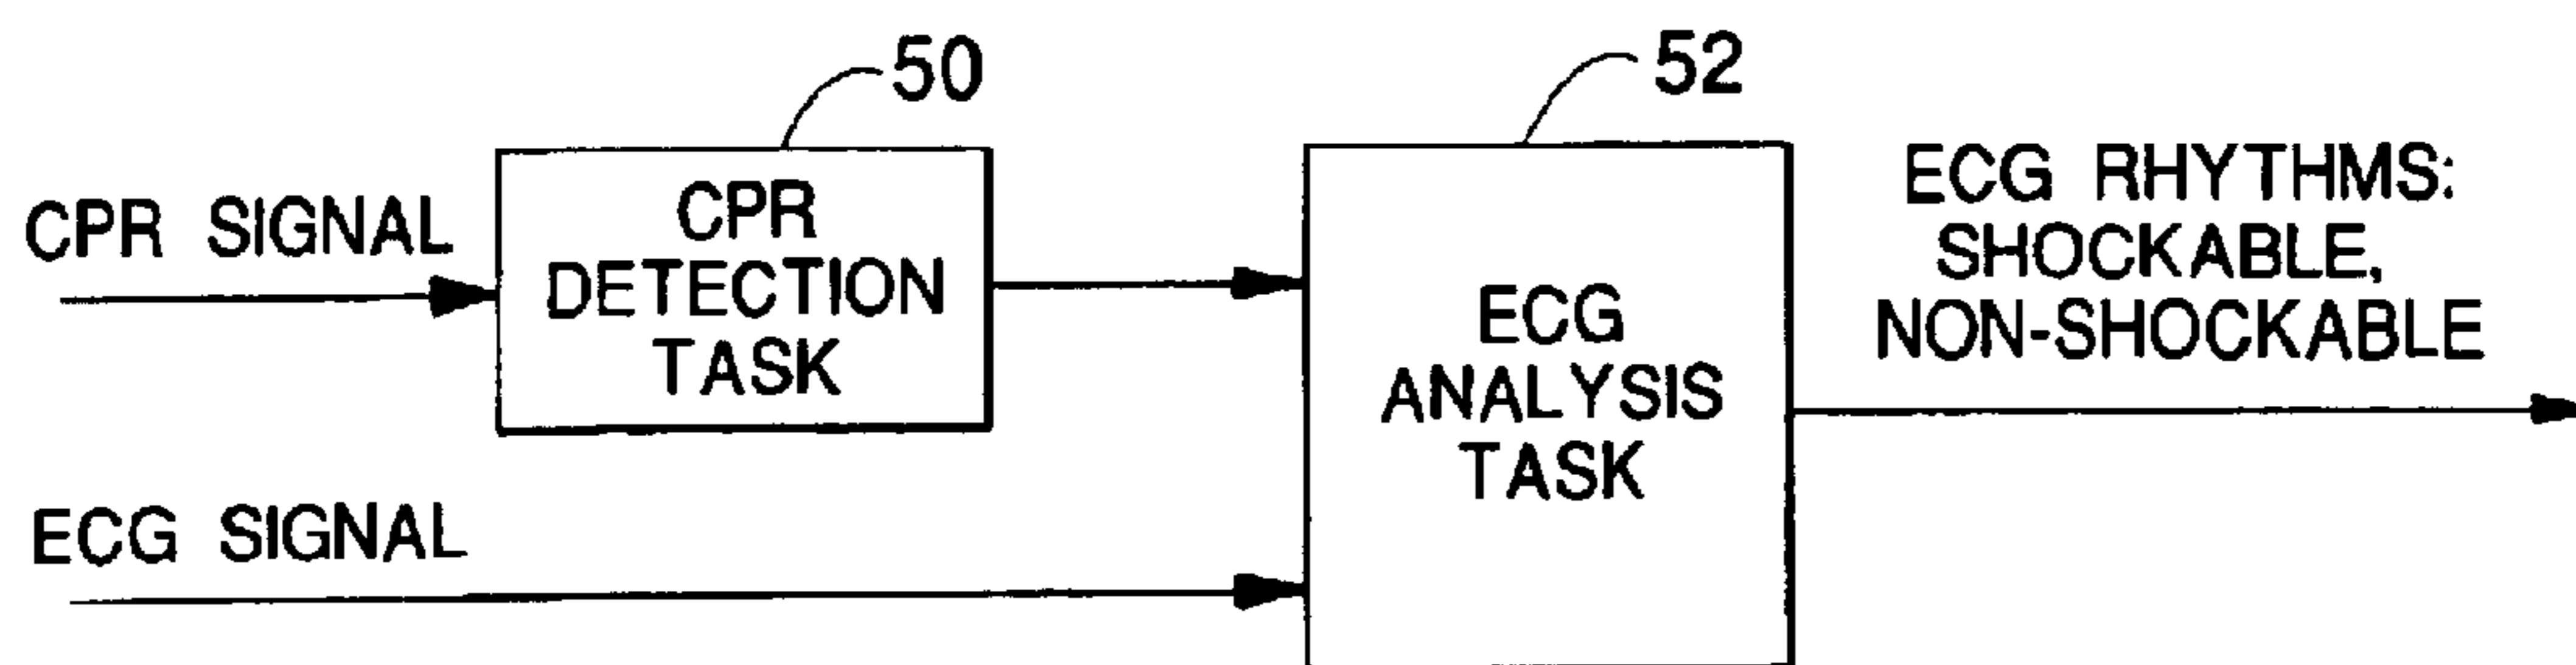 50
52
CPR SIGNAL
CPR
DETECTION
TASK
ECG SIGNAL
ECG
ANALYSIS
TASK
ECG RHYTHMS:
SHOCKABLE,
NON-SHOCKABLE